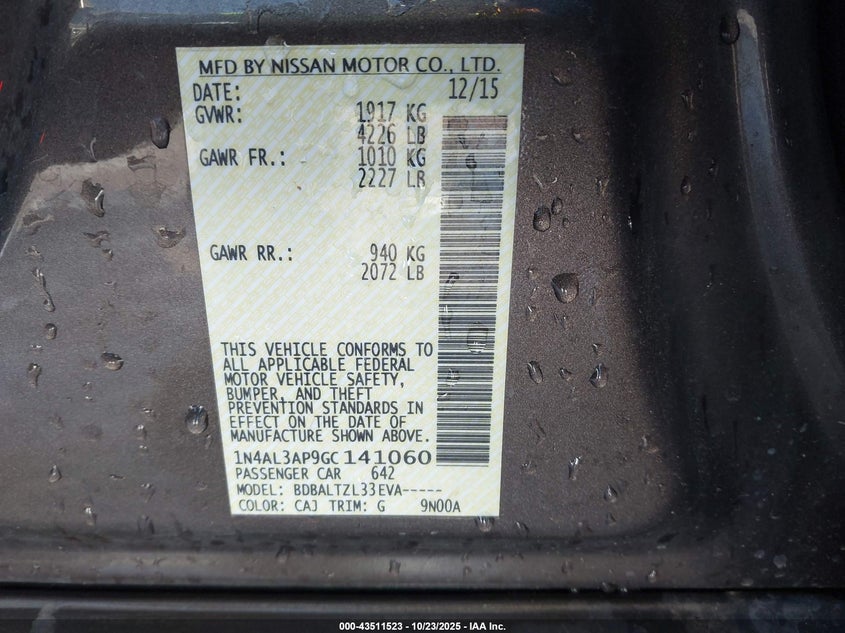 MFD BY NISSAN MOTOR CO., LTD.
DATE: 12/15
GVWR: 1917 KG
4226 LB
GAWR FR.: 1010 KG
2227 LB
GAWR RR.: 940 KG
2072 LB
THIS VEHICLE CONFORMS TO
ALL APPLICABLE FEDERAL
MOTOR VEHICLE SAFETY,
BUMPER, AND THEFT
PREVENTION STANDARDS IN
EFFECT ON THE DATE OF
MANUFACTURE SHOWN ABOVE.
1N4AL3AP9GC141060
PASSENGER CAR 642
MODEL: BDBALTZL33EVA-----
COLOR: CAJ TRIM: G 9N00A
000-43511523 - 10/23/2025 - IAA Inc.